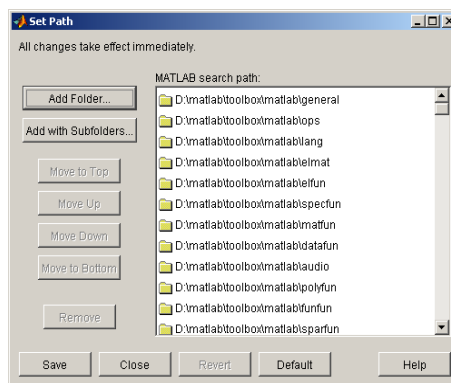 Set Path
All changes take effect immediately.
MATLAB search path:
Add Folder...
Add with Subfolders...
Move to Top
Move Up
Move Down
Move to Bottom
Remove
D:\matlab\toolbox\matlab\general
D:\matlab\toolbox\matlab\ops
D:\matlab\toolbox\matlab\lang
D:\matlab\toolbox\matlab\elmat
D:\matlab\toolbox\matlab\elfun
D:\matlab\toolbox\matlab\specfun
D:\matlab\toolbox\matlab\matfun
D:\matlab\toolbox\matlab\datafun
D:\matlab\toolbox\matlab\audio
D:\matlab\toolbox\matlab\polyfun
D:\matlab\toolbox\matlab\funfun
D:\matlab\toolbox\matlab\sparfun
Save Close Revert Default Help